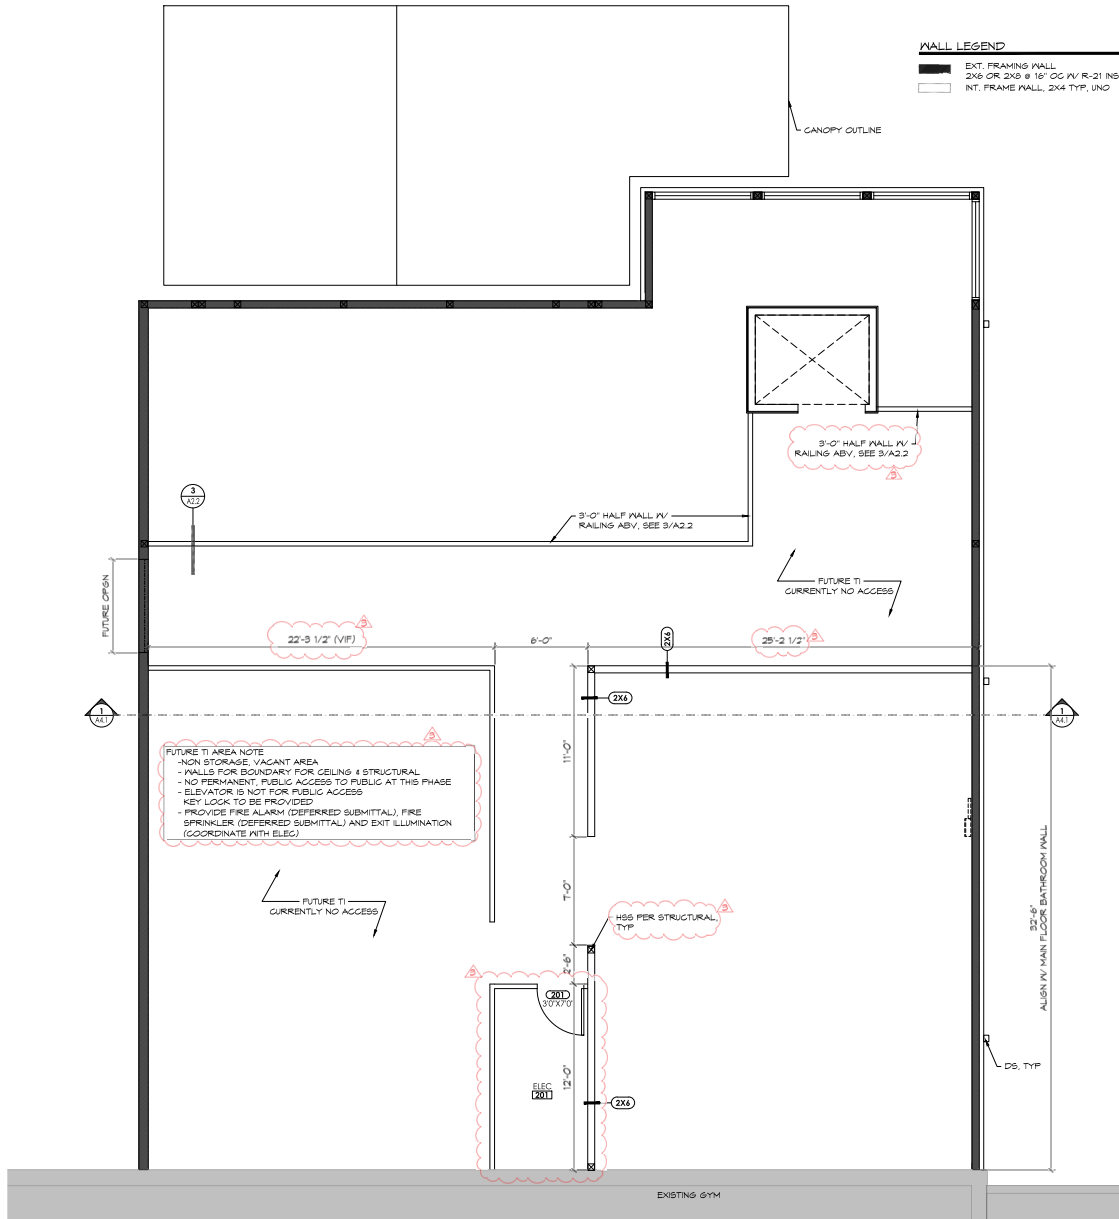 WALL LEGEND
EXT. FRAMING WALL
2X6 OR 2X8 @ 16" OC W/ R-21 INS
INT. FRAME WALL, 2X4 TYP, UNO
CANOPY OUTLINE
3'-0" HALF WALL W/
RAILING ABV, SEE 3/A2.2
3
3
A2.2
3'-0" HALF WALL W/
RAILING ABV, SEE 3/A2.2
FUTURE OPGN
FUTURE TI
CURRENTLY NO ACCESS
22'-3 1/2" (VIF)
3
6'-0"
2X6
25'-2 1/2"
3
2X6
1
A4.1
1
A4.1
11'-0"
3
FUTURE TI AREA NOTE
-NON STORAGE, VACANT AREA
- WALLS FOR BOUNDARY FOR CEILING & STRUCTURAL
- NO PERMANENT, PUBLIC ACCESS TO PUBLIC AT THIS PHASE
- ELEVATOR IS NOT FOR PUBLIC ACCESS
KEY LOCK TO BE PROVIDED
- PROVIDE FIRE ALARM (DEFERRED SUBMITTAL), FIRE
SPRINKLER (DEFERRED SUBMITTAL) AND EXIT ILLUMINATION
(COORDINATE WITH ELEC)
7'-0"
FUTURE TI
CURRENTLY NO ACCESS
HSS PER STRUCTURAL,
TYP
3
32'-6"
ALIGN W/ MAIN FLOOR BATHROOM WALL
2'-6"
3
201
3'0"X7'0"
DS, TYP
12'-0"
ELEC
201
2X6
EXISTING GYM